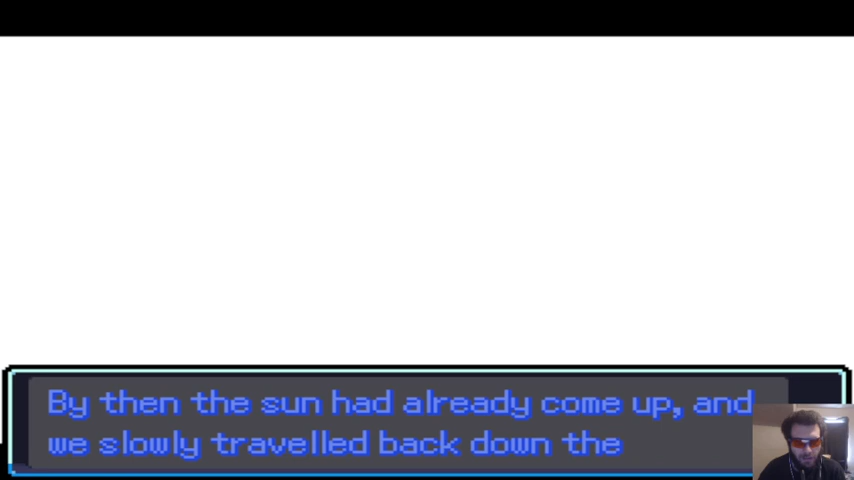 By then the sun had already come up, and
we slowly travelled back down the